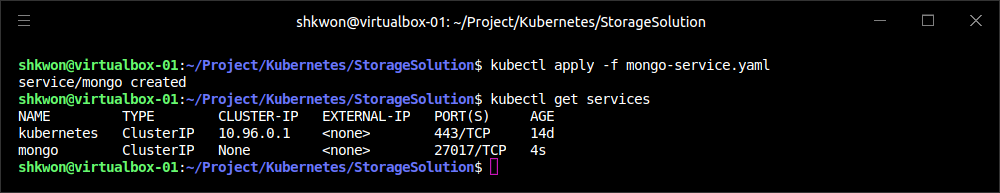 shkwon@virtualbox-01: ~/Project/Kubernetes/StorageSolution
shkwon@virtualbox-01:~/Project/Kubernetes/StorageSolution$ kubectl apply -f mongo-service.yaml
service/mongo created
shkwon@virtualbox-01:~/Project/Kubernetes/StorageSolution$ kubectl get services
NAME         TYPE        CLUSTER-IP   EXTERNAL-IP   PORT(S)     AGE
kubernetes   ClusterIP   10.96.0.1    <none>        443/TCP     14d
mongo        ClusterIP   None         <none>        27017/TCP   4s
shkwon@virtualbox-01:~/Project/Kubernetes/StorageSolution$